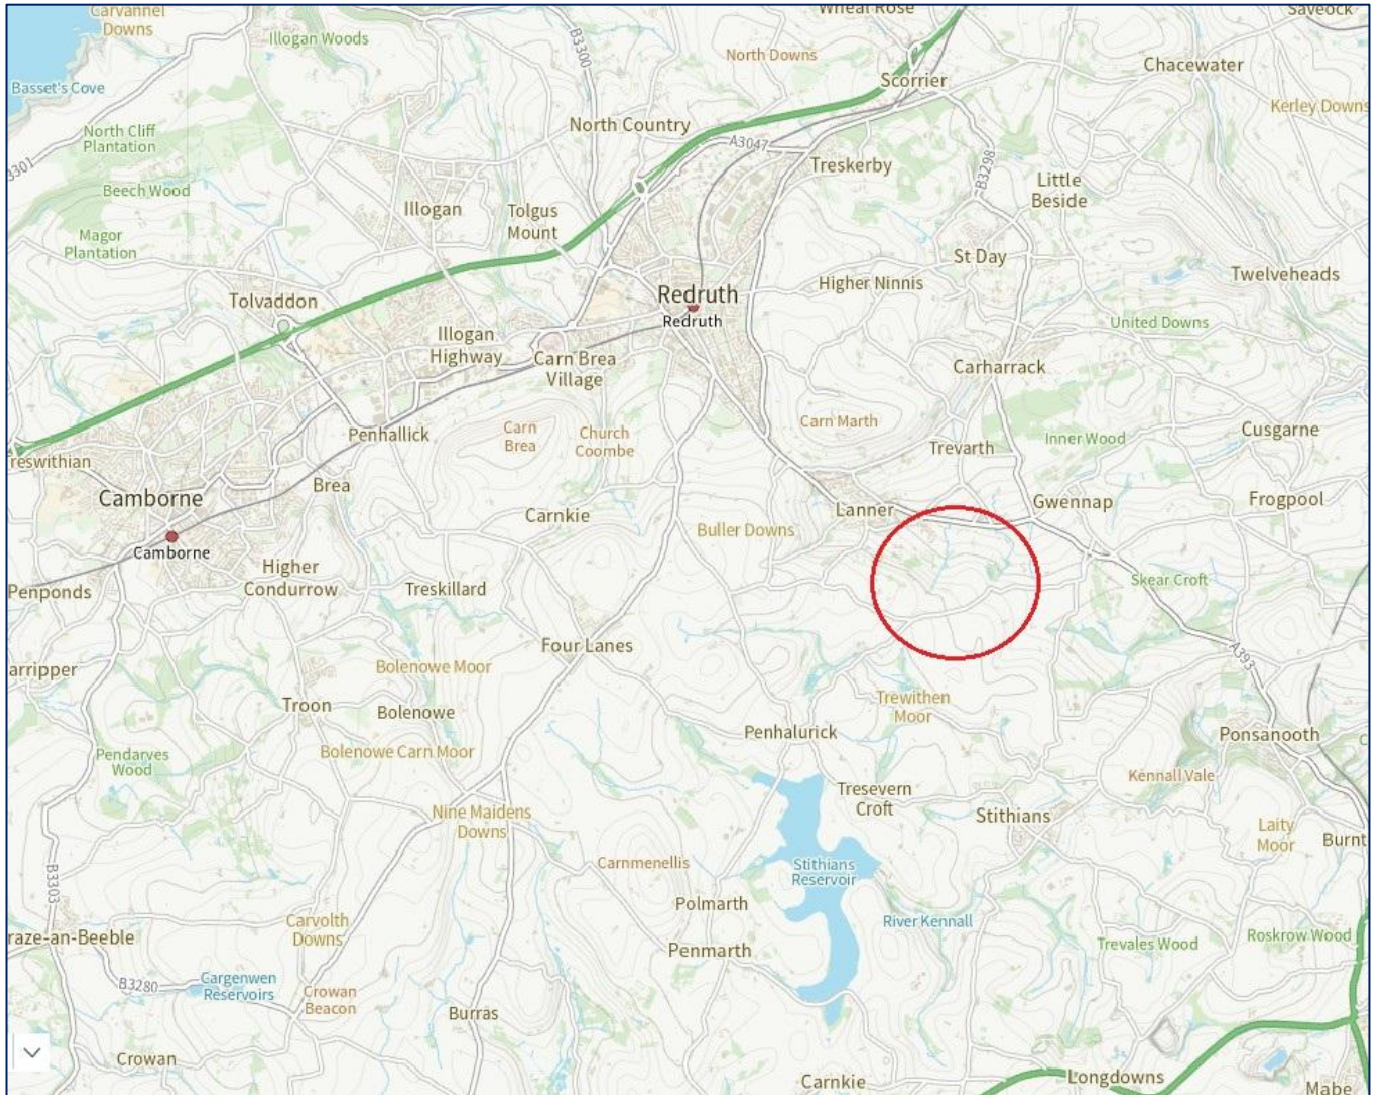 Carvannel
Downs
Illogan Woods
B3300
Wheal Rose
Saveock
North Downs
Scorrier
Chacewater
Basset's Cove
Kerley Downs
North Cliff
Plantation
North Country
A3047
Treskerby
B3301
B3298
Beech Wood
Little
Beside
Illogan
Tolgus
Mount
Magor
Plantation
St Day
Twelveheads
Tolvaddon
Redruth
Redruth
Higher Ninnis
United Downs
Illogan
Highway
Carn Brea
Village
Carharrack
Penhallick
Carn
Brea
Church
Coombe
Carn Marth
Trevarth
Inner Wood
Cusgarne
reswithian
Brea
Camborne
Camborne
Carnkie
Buller Downs
Lanner
Gwennap
Frogpool
Higher
Condurrow
Penponds
Treskillard
Skear Croft
Four Lanes
A393
arripper
Bolenowe Moor
Troon
Bolenowe
Trewithen
Moor
Penhalurick
Ponsanooth
Pendarves
Wood
Bolenowe Carn Moor
C
Kennall Vale
Tresevern
Croft
Nine Maidens
Downs
Stithians
Laity
Moor
Burnt
B3303
Carnmenellis
Stithians
Reservoir
Polmarth
River Kennall
Carvolth
Downs
raze-an-Beeble
Penmarth
Trevales Wood
Roskrow Wood
B3280
Cargenwen
Reservoirs
Crowan
Beacon
Burras
Crowan
Carnkie
Longdowns
Mabe